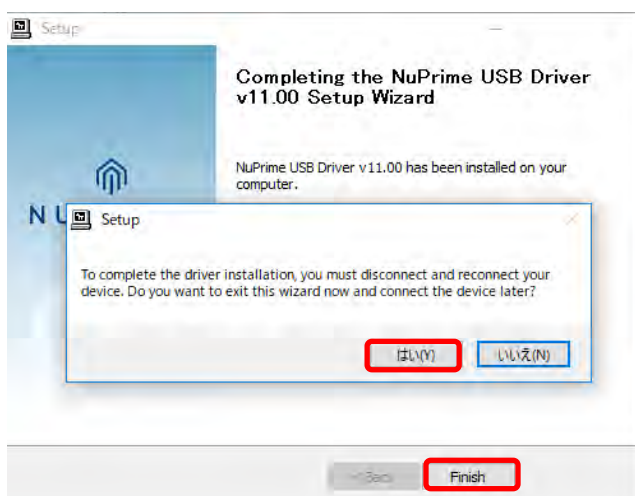 Setup
Completing the NuPrime USB Driver
v11.00 Setup Wizard
NuPrime USB Driver v11.00 has been installed on your
computer.
NU
Setup
To complete the driver installation, you must disconnect and reconnect your
device. Do you want to exit this wizard now and connect the device later?
はい(Y) いいえ(N)
< Back Finish